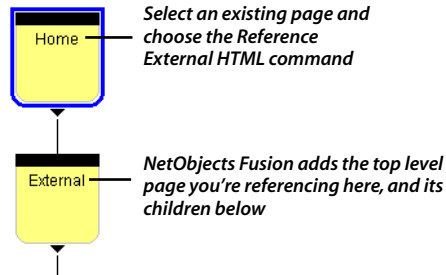 Home
Select an existing page and
choose the Reference
External HTML command
External
NetObjects Fusion adds the top level
page you're referencing here, and its
children below